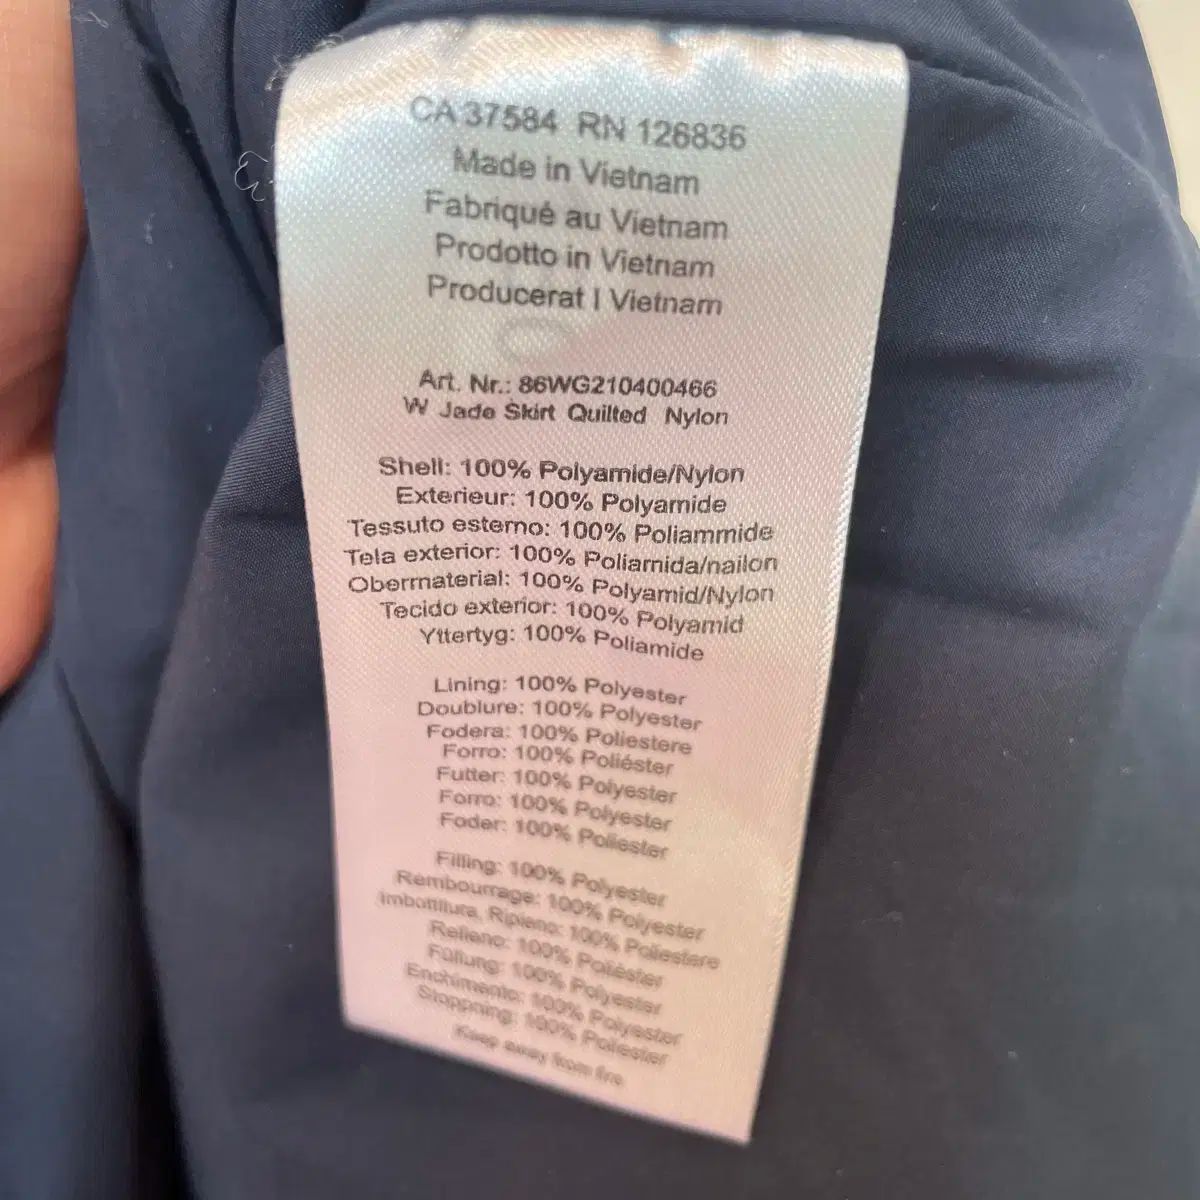 CA 37584 RN 126836
Made in Vietnam
Fabriqué au Vietnam
Prodotto in Vietnam
Producerat I Vietnam
Art. Nr.: 86WG210400466
W Jade Skirt Quilted Nylon
Shell: 100% Polyamide/Nylon
Exterieur: 100% Polyamide
Tessuto esterno: 100% Poliammide
Tela exterior: 100% Poliamida/nailon
Obermaterial: 100% Polyamid/Nylon
Tecido exterior: 100% Polyamid
Yttertyg: 100% Poliamide
Lining: 100% Polyester
Doublure: 100% Polyester
Fodera: 100% Poliestere
Forro: 100% Poliéster
Futter: 100% Polyester
Forro: 100% Polyester
Foder: 100% Poliester
Filling: 100% Polyester
Rembourrage: 100% Polyester
Imbottitura, Ripieno: 100% Poliestere
Relleno: 100% Poliéster
Füllung: 100% Polyester
Enchimento: 100% Polyester
Stoppning: 100% Poliester
Keep away from fire